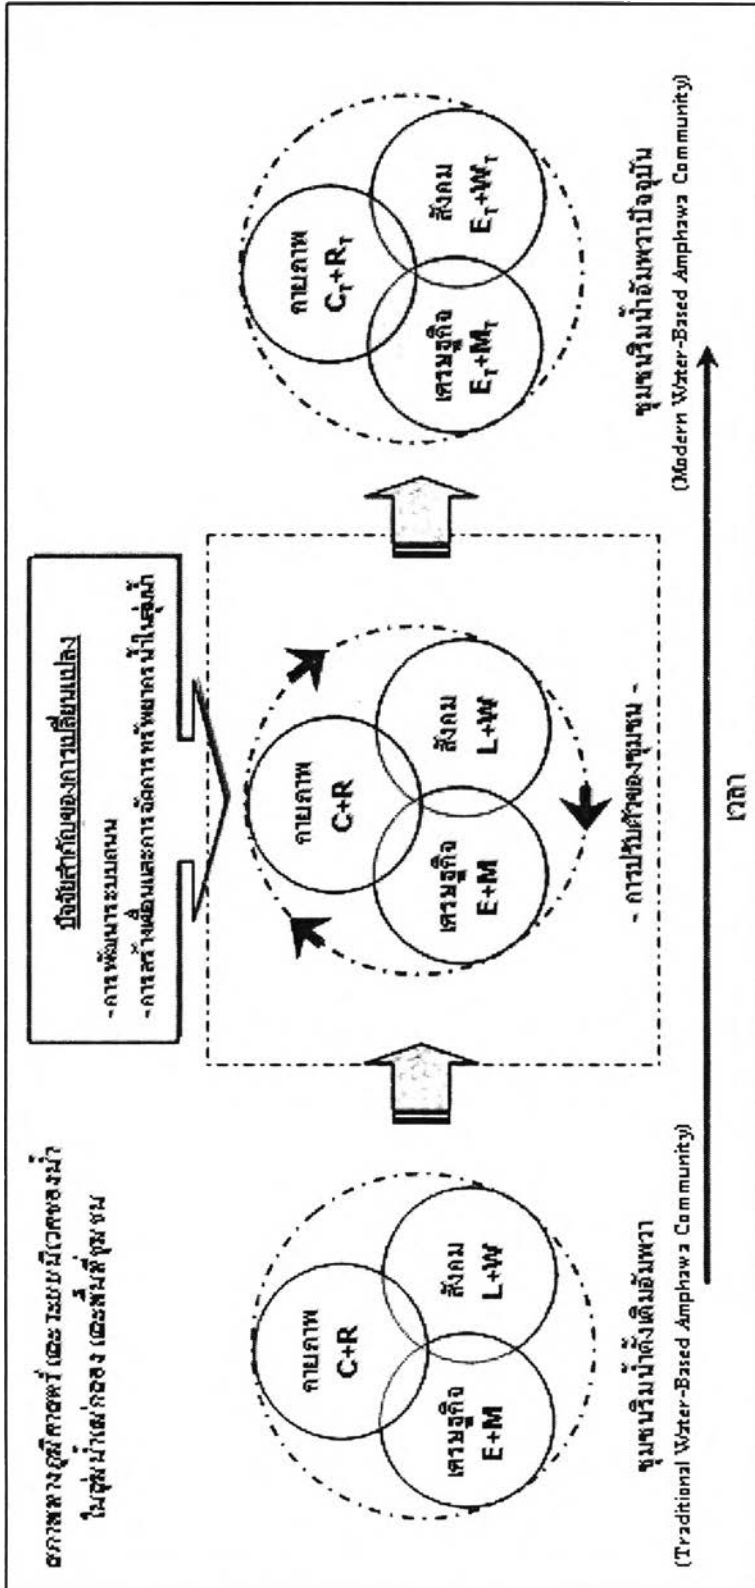 สภาพทางภูมิศาสตร์ และระบบนิเวศของน้ำ
ในลุ่มน้ำแม่กลอง และพื้นที่ชุมชน
ปัจจัยสำคัญของการเปลี่ยนแปลง
-การพัฒนาระบบถนน
-การสร้างเขื่อนและการจัดการทรัพยากรน้ำในลุ่มน้ำ
กายภาพ
C+R
เศรษฐกิจ
E+M
สังคม
L+W
กายภาพ
C+R
เศรษฐกิจ
E+M
สังคม
L+W
กายภาพ
C_T+R_T
เศรษฐกิจ
E_T+M_T
สังคม
E_T+W_T
- การปรับตัวของชุมชน -
ชุมชนริมน้ำดั้งเดิมอัมพวา
(Traditional Water-Based Amphawa Community)
ชุมชนริมน้ำอัมพวาปัจจุบัน
(Modern Water-Based Amphawa Community)
เวลา